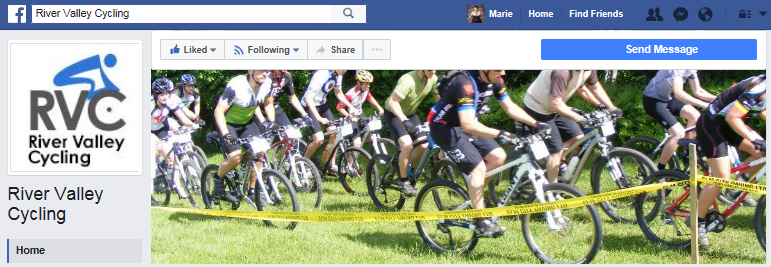 River Valley Cycling
Marie Home Find Friends
Liked Following Share ... Send Message
RVC
River Valley
Cycling
River Valley
Cycling
Home